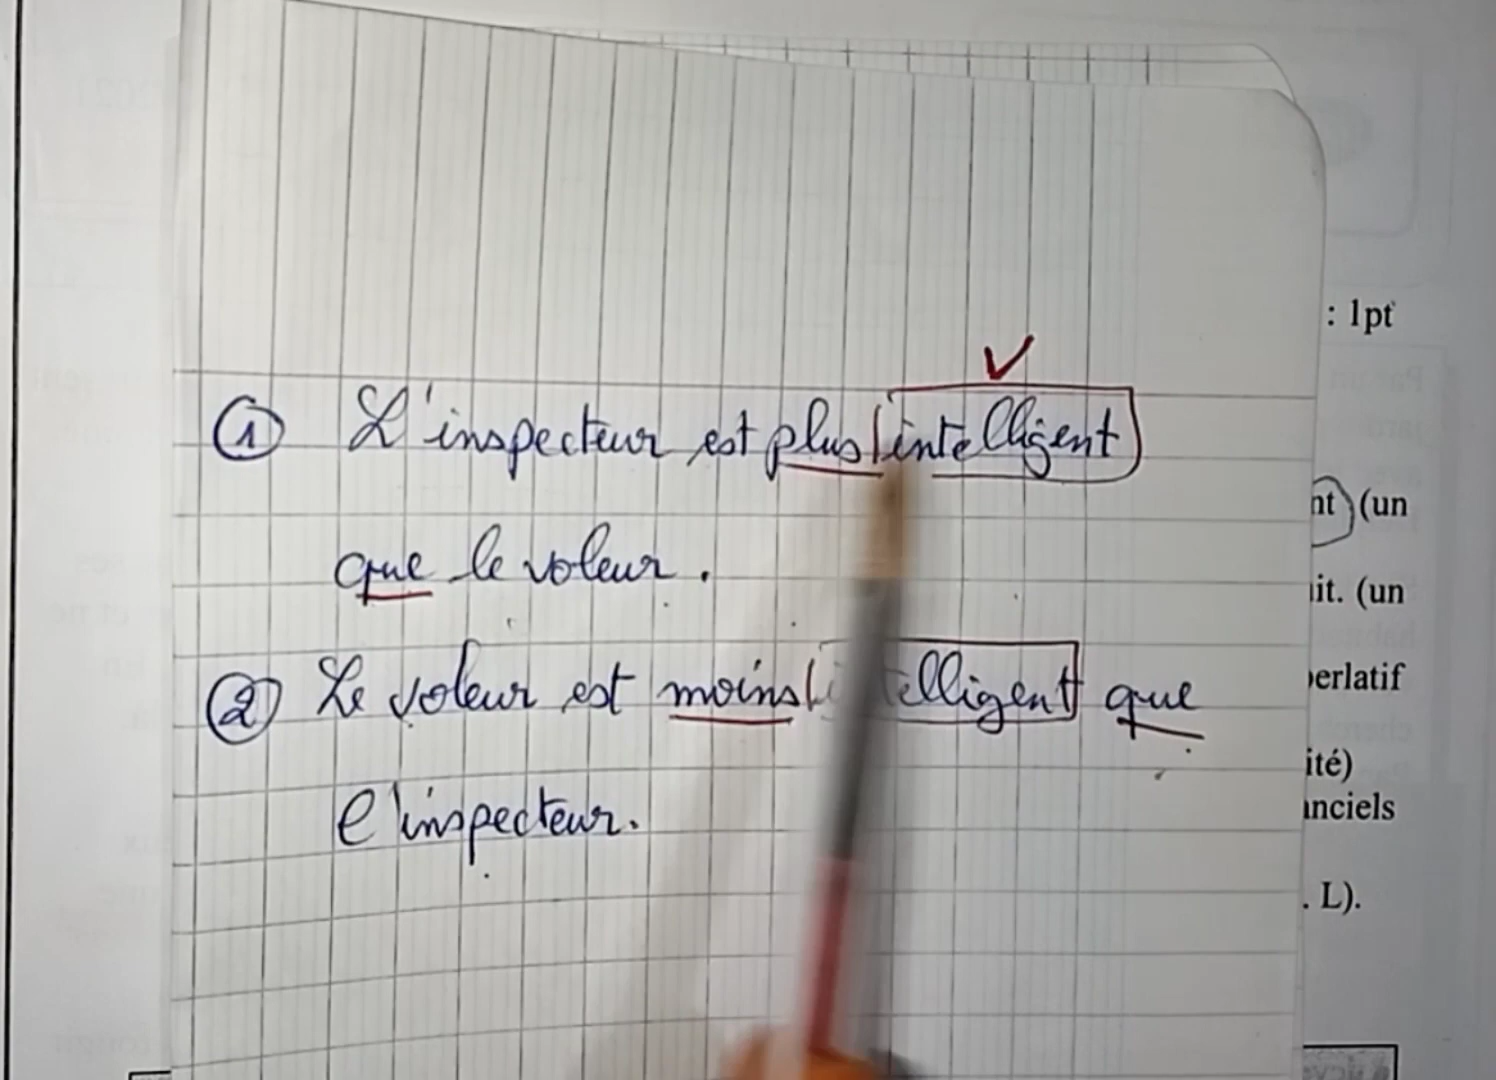 : 1pt
① L'inspecteur est plus intelligent
que le voleur.
nt (un
it. (un
② Le voleur est moins intelligent que
erlatif
ité)
l'inspecteur.
nciels
. L).